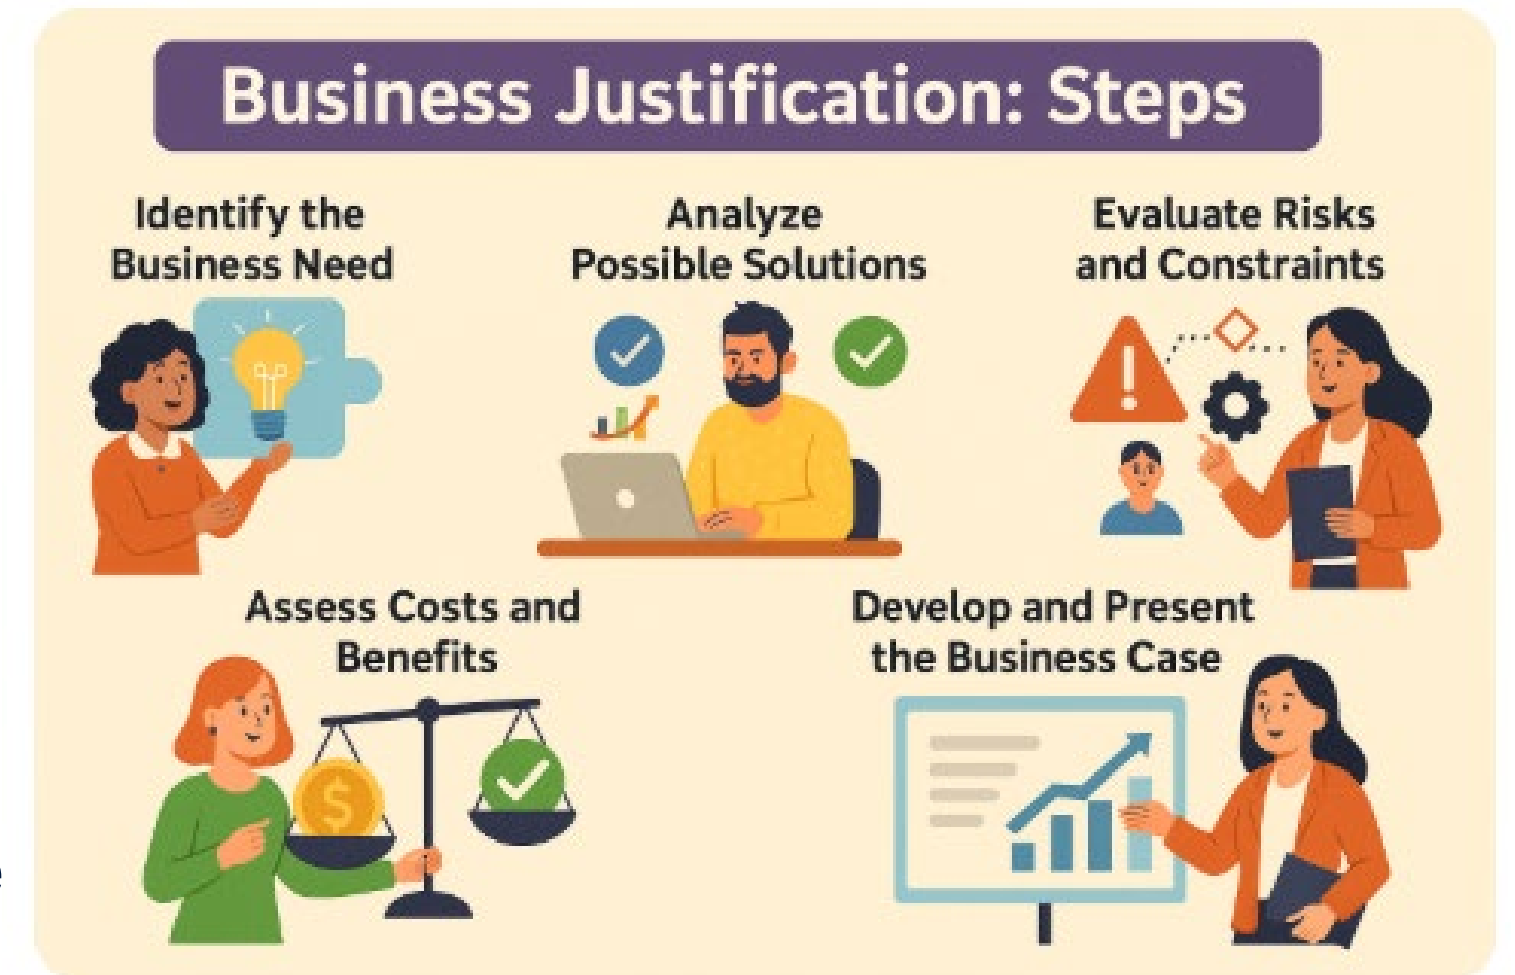 Business Justification: Steps
Identify the
Business Need
Analyze
Possible Solutions
Evaluate Risks
and Constraints
Assess Costs and
Benefits
Develop and Present
the Business Case
$